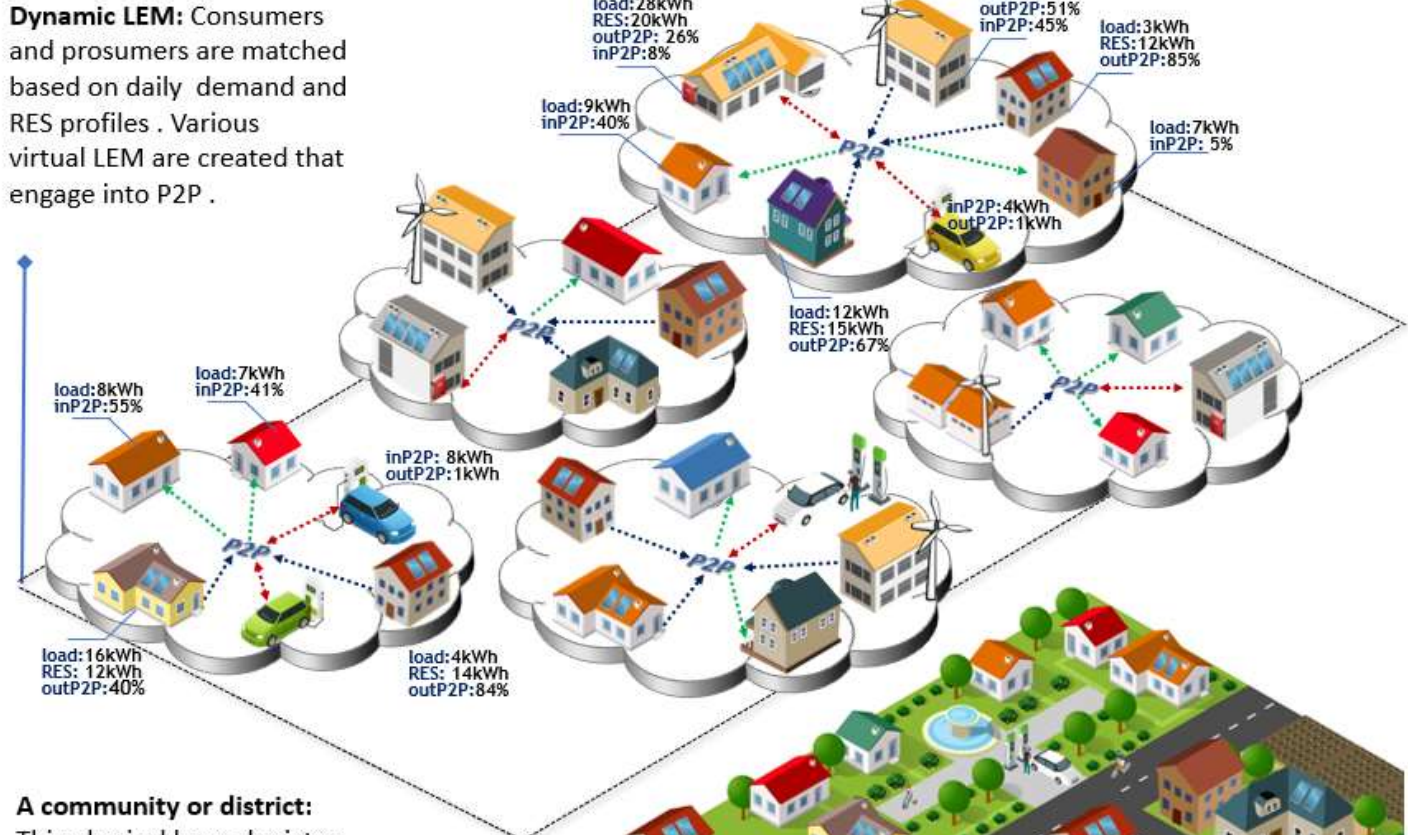 Dynamic LEM: Consumers
and prosumers are matched
based on daily demand and
RES profiles . Various
virtual LEM are created that
engage into P2P .
load:28kWh
RES:20kWh
outP2P: 26%
inP2P:8%
outP2P:51%
inP2P:45%
load:3kWh
RES:12kWh
outP2P:85%
load:9kWh
inP2P:40%
load:7kWh
inP2P: 5%
P2P
inP2P:4kWh
outP2P:1kWh
load:12kWh
RES:15kWh
outP2P:67%
P2P
P2P
load:8kWh
inP2P:55%
load:7kWh
inP2P:41%
inP2P: 8kWh
outP2P:1kWh
P2P
P2P
load:16kWh
RES: 12kWh
outP2P:40%
load:4kWh
RES: 14kWh
outP2P:84%
A community or district: